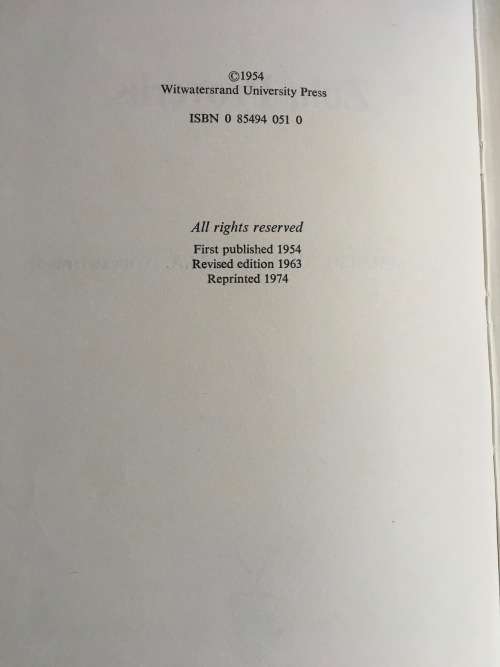 ©1954
Witwatersrand University Press
ISBN 0 85494 051 0
All rights reserved
First published 1954
Revised edition 1963
Reprinted 1974